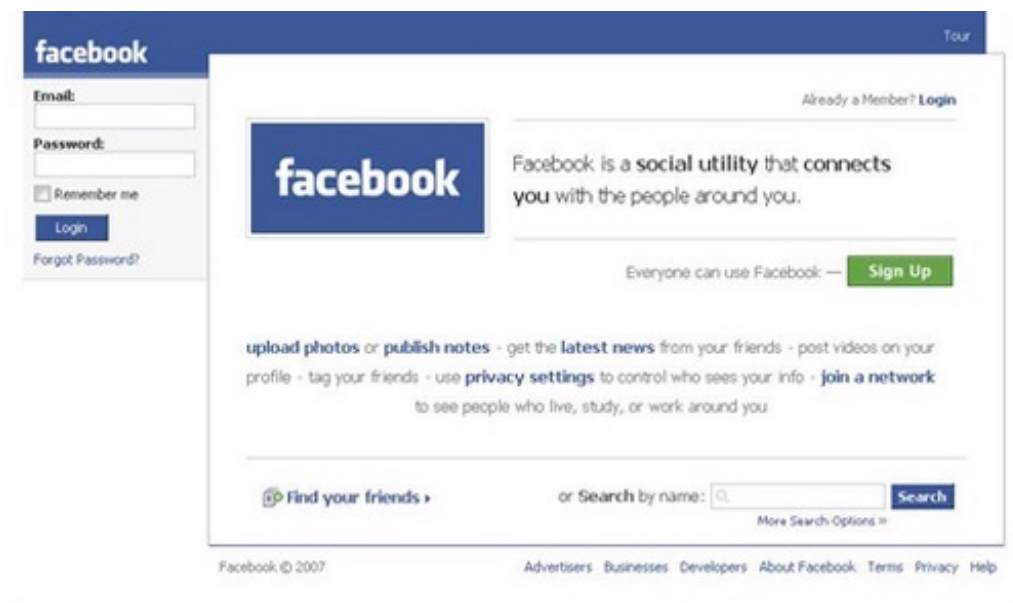 facebook
Tour
Email:
Password:
Remember me
Login
Forgot Password?
Already a Member? Login
facebook
Facebook is a social utility that connects
you with the people around you.
Everyone can use Facebook — Sign Up
upload photos or publish notes - get the latest news from your friends - post videos on your
profile - tag your friends - use privacy settings to control who sees your info - join a network
to see people who live, study, or work around you
Find your friends ▸
or Search by name: Search
More Search Options »
Facebook © 2007
Advertisers Businesses Developers About Facebook Terms Privacy Help